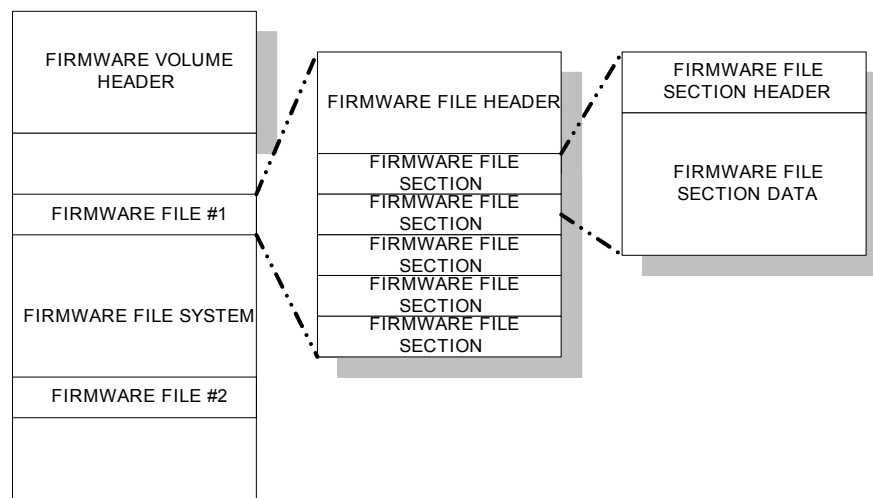 FIRMWARE VOLUME
HEADER
FIRMWARE FILE #1
FIRMWARE FILE SYSTEM
FIRMWARE FILE #2
FIRMWARE FILE HEADER
FIRMWARE FILE
SECTION
FIRMWARE FILE
SECTION
FIRMWARE FILE
SECTION
FIRMWARE FILE
SECTION
FIRMWARE FILE
SECTION
FIRMWARE FILE
SECTION HEADER
FIRMWARE FILE
SECTION DATA